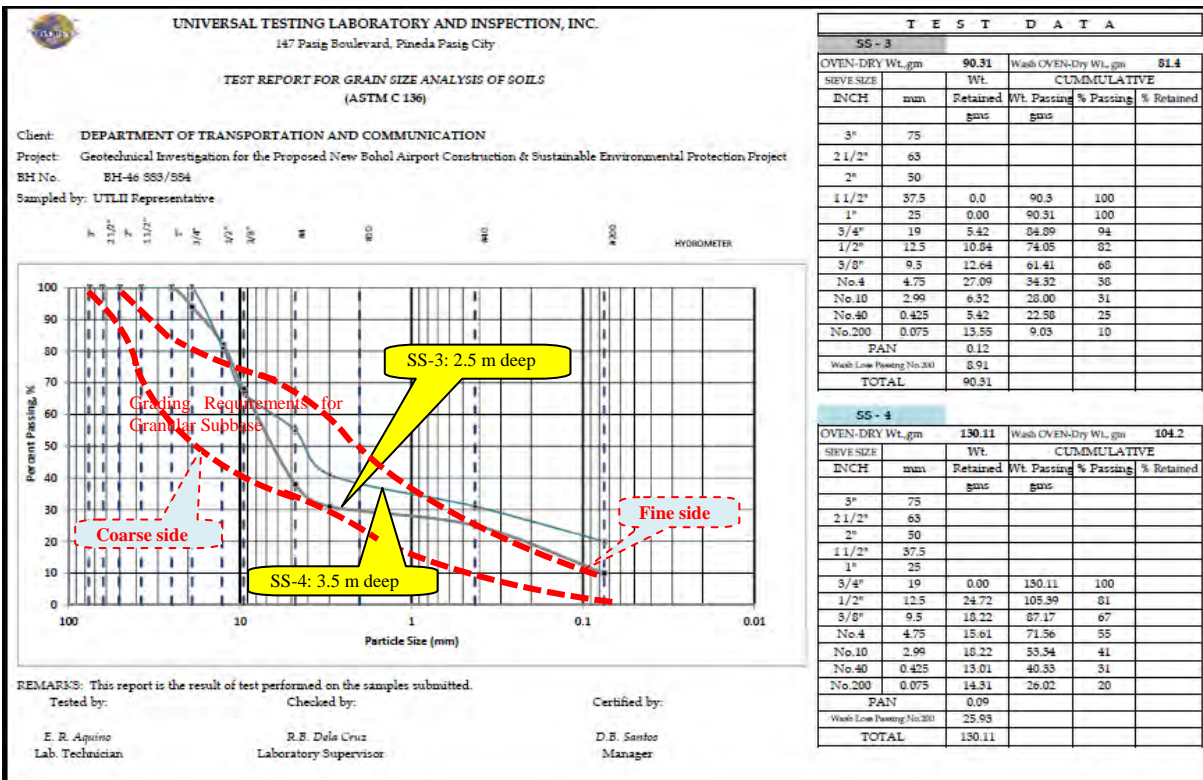 UNIVERSAL TESTING LABORATORY AND INSPECTION, INC.
147 Pasig Boulevard, Pineda Pasig City
TEST REPORT FOR GRAIN SIZE ANALYSIS OF SOILS
(ASTM C 136)
Client: DEPARTMENT OF TRANSPORTATION AND COMMUNICATION
Project: Geotechnical Investigation for the Proposed New Bohol Airport Construction & Sustainable Environmental Protection Project
BH No. BH-46 SS3/SS4
Sampled by: UTLII Representative
3" 2 1/2" 2" 1 1/2" 1" 3/4" 1/2" 3/8" #4 #10 #40 #200 HYDROMETER
Percent Passing, %
100
90
80
70
60
50
40
30
20
10
0
100 10 1 0.1 0.01
Particle Size (mm)
SS-3: 2.5 m deep
Grading Requirements for
Granular Subbase
Coarse side
Fine side
SS-4: 3.5 m deep
REMARKS: This report is the result of test performed on the samples submitted.
Tested by: Checked by: Certified by:
E. R. Aquino R.B. Dela Cruz D.B. Santos
Lab. Technician Laboratory Supervisor Manager
T E S T D A T A
SS - 3
OVEN-DRY Wt.,gm 90.31 Wash OVEN-Dry Wt., gm 81.4
SIEVE SIZE Wt. CUMMULATIVE
INCH mm Retained Wt. Passing % Passing % Retained
gms gms
3" 75
2 1/2" 63
2" 50
1 1/2" 37.5 0.0 90.3 100
1" 25 0.00 90.31 100
3/4" 19 5.42 84.89 94
1/2" 12.5 10.84 74.05 82
3/8" 9.5 12.64 61.41 68
No.4 4.75 27.09 34.32 38
No.10 2.99 6.32 28.00 31
No.40 0.425 5.42 22.58 25
No.200 0.075 13.55 9.03 10
PAN 0.12
Wash Loss Passing No.200 8.91
TOTAL 90.31
SS - 4
OVEN-DRY Wt.,gm 130.11 Wash OVEN-Dry Wt., gm 104.2
SIEVE SIZE Wt. CUMMULATIVE
INCH mm Retained Wt. Passing % Passing % Retained
gms gms
3" 75
2 1/2" 63
2" 50
1 1/2" 37.5
1" 25
3/4" 19 0.00 130.11 100
1/2" 12.5 24.72 105.39 81
3/8" 9.5 18.22 87.17 67
No.4 4.75 15.61 71.56 55
No.10 2.99 18.22 53.34 41
No.40 0.425 13.01 40.33 31
No.200 0.075 14.31 26.02 20
PAN 0.09
Wash Loss Passing No.200 25.93
TOTAL 130.11